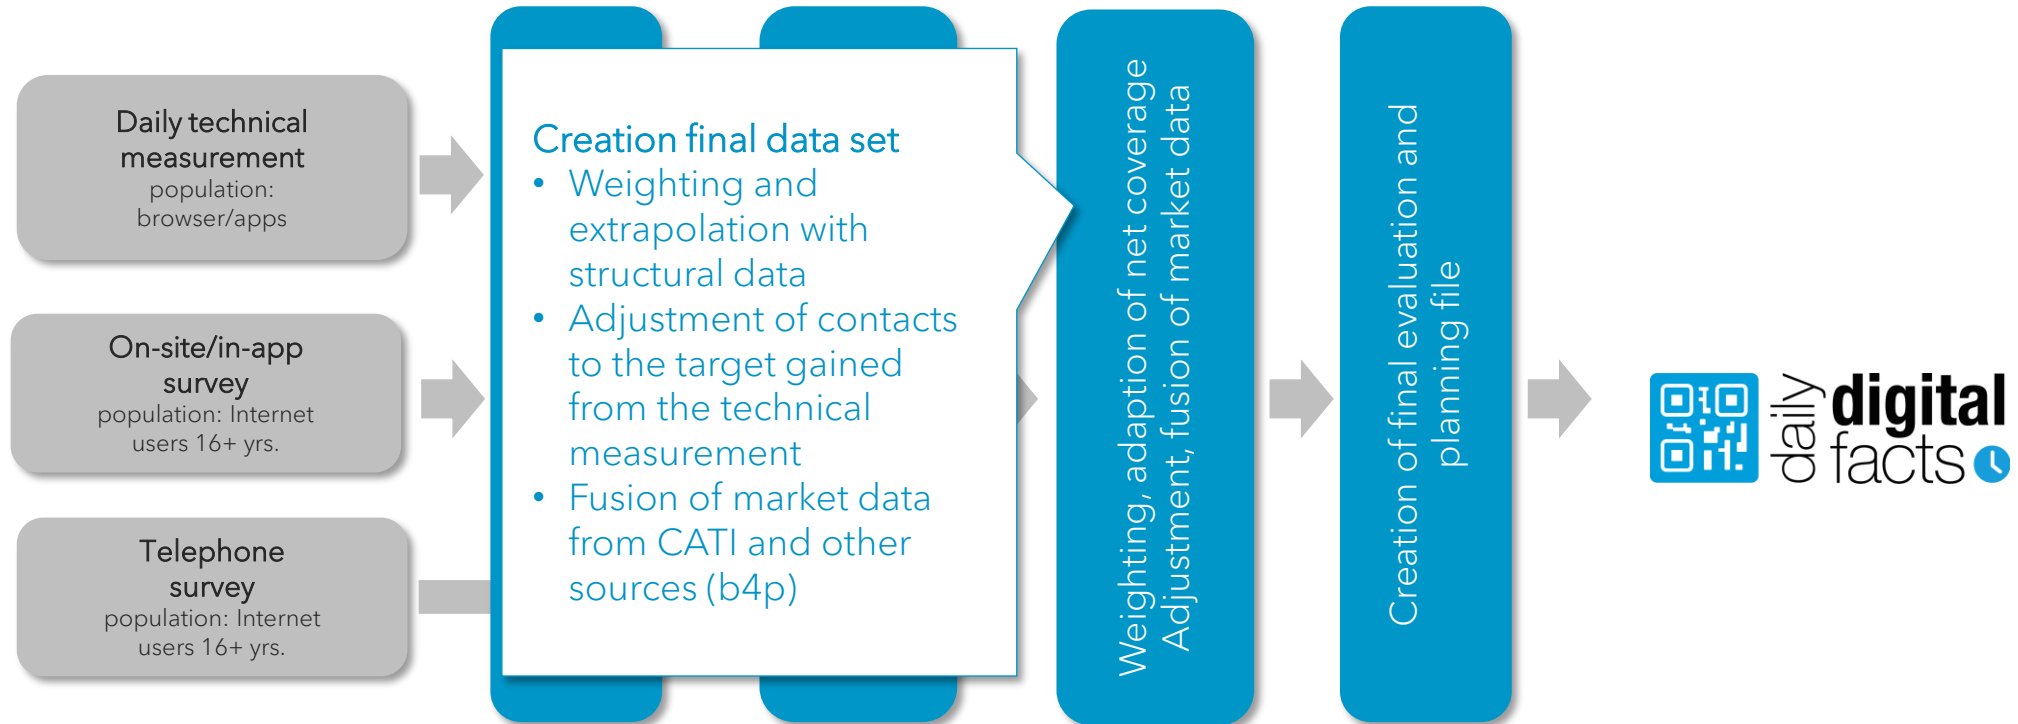 Daily technical
measurement
population:
browser/apps
On-site/in-app
survey
population: Internet
users 16+ yrs.
Telephone
survey
population: Internet
users 16+ yrs.
Creation final data set
• Weighting and
extrapolation with
structural data
• Adjustment of contacts
to the target gained
from the technical
measurement
• Fusion of market data
from CATI and other
sources (b4p)
Weighting, adaption of net coverage
Adjustment, fusion of market data
Creation of final evaluation and
planning file
daily
digital
facts